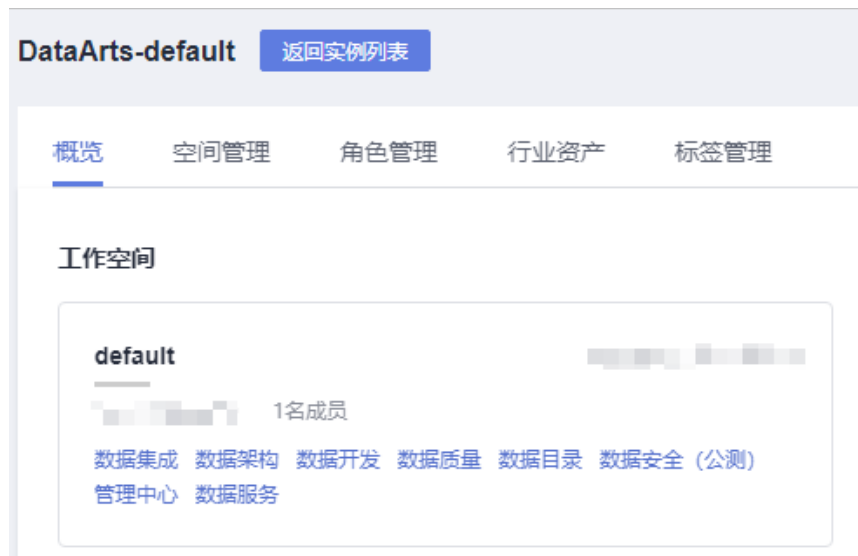 DataArts-default 返回实例列表
概览 空间管理 角色管理 行业资产 标签管理
工作空间
default
1名成员
数据集成 数据架构 数据开发 数据质量 数据目录 数据安全（公测）
管理中心 数据服务